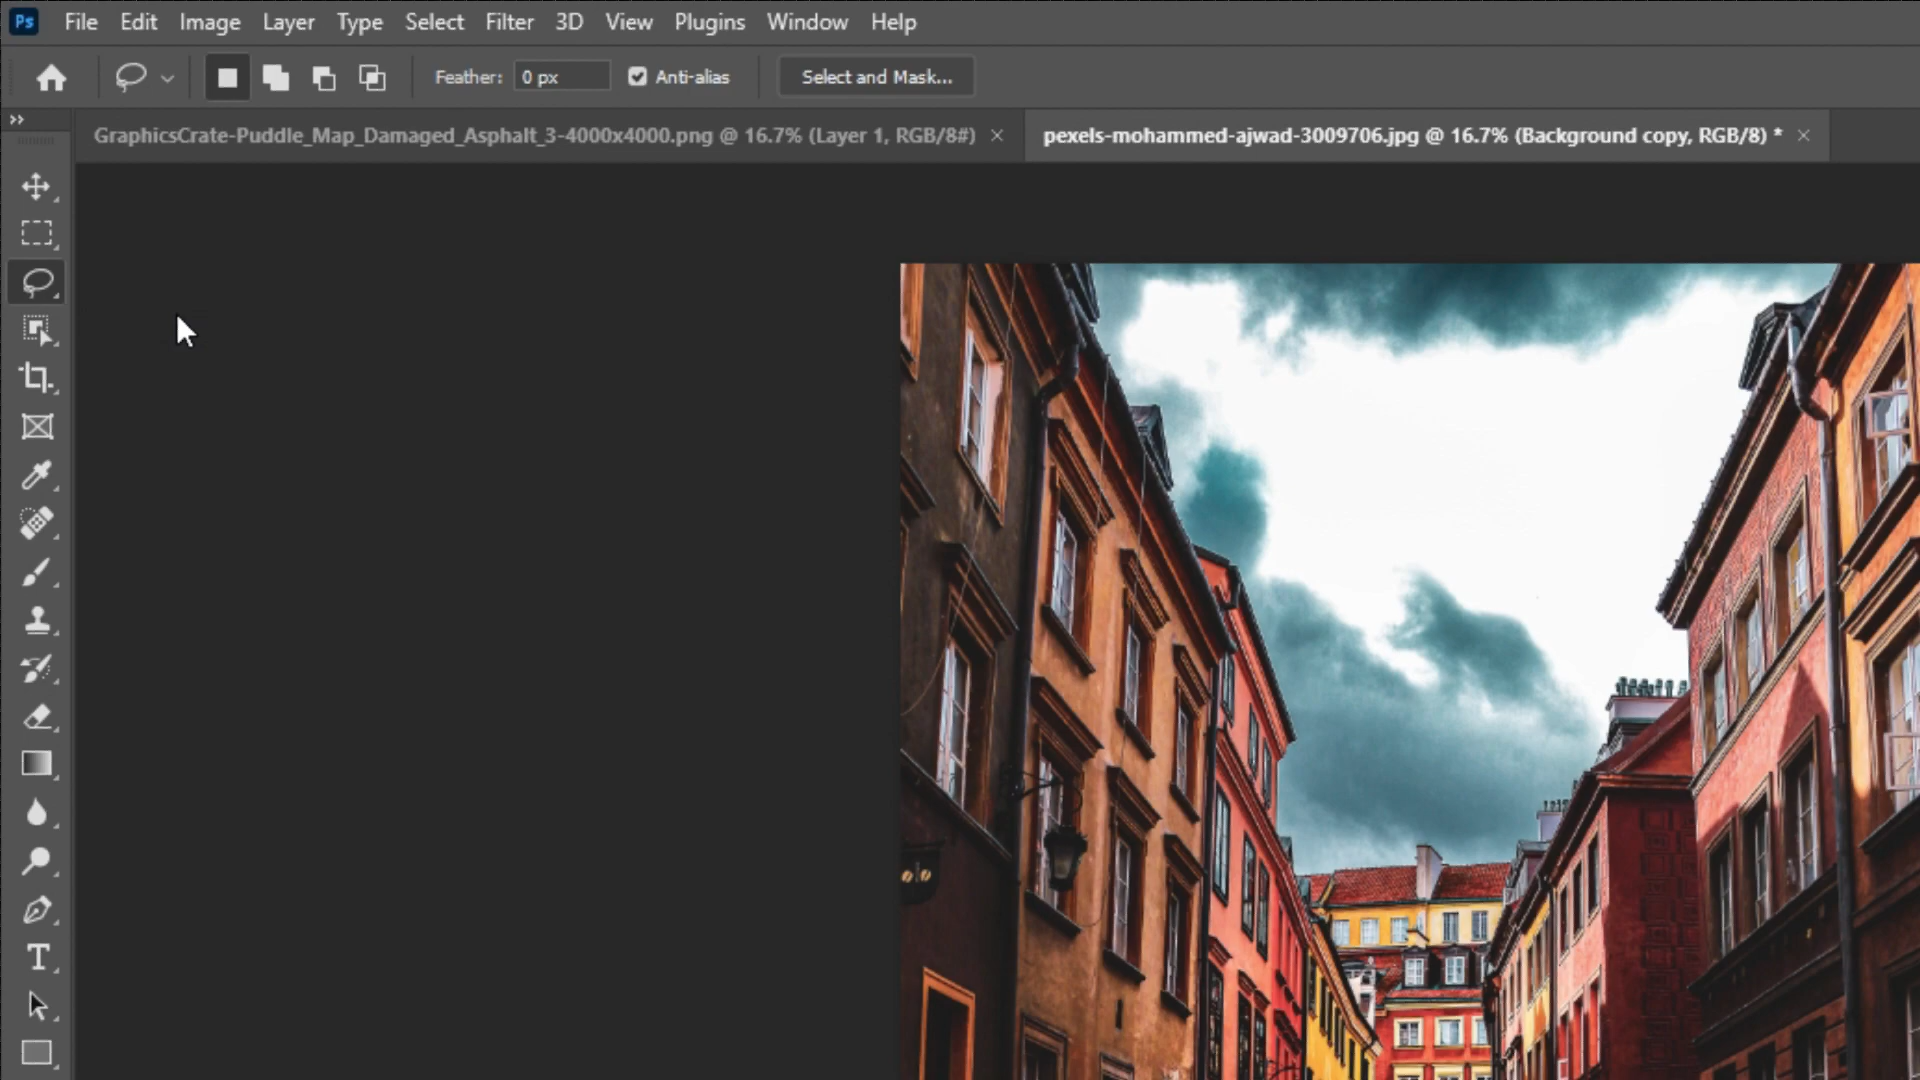 Ps File Edit Image Layer Type Select Filter 3D View Plugins Window Help
Feather: 0 px Anti-alias Select and Mask...
GraphicsCrate-Puddle_Map_Damaged_Asphalt_3-4000x4000.png @ 16.7% (Layer 1, RGB/8#) × pexels-mohammed-ajwad-3009706.jpg @ 16.7% (Background copy, RGB/8) * ×